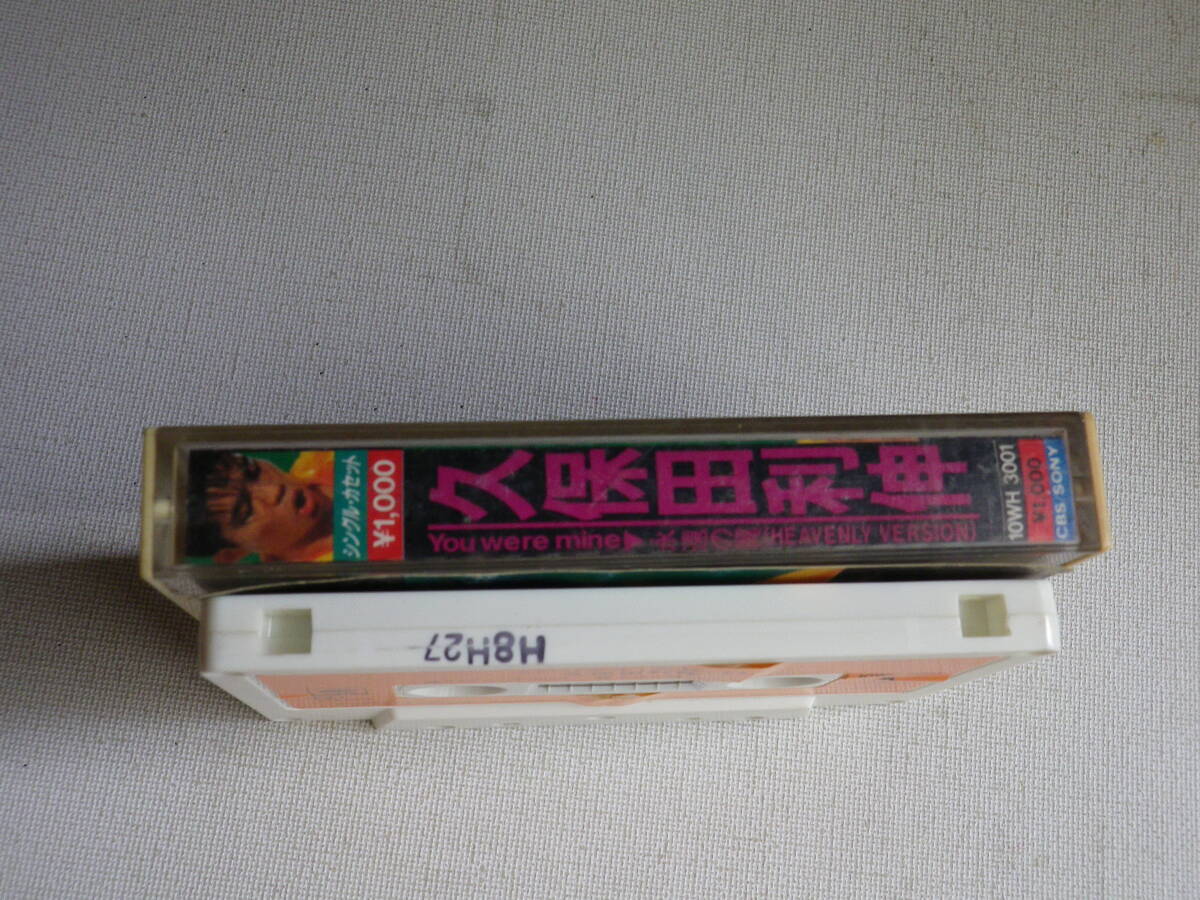 シングル・カセット
¥1,000
久保田利伸
You were mine▶
(HEAVENLY VERSION)
10WH 3001
¥1,000
CBS/SONY
H8H27